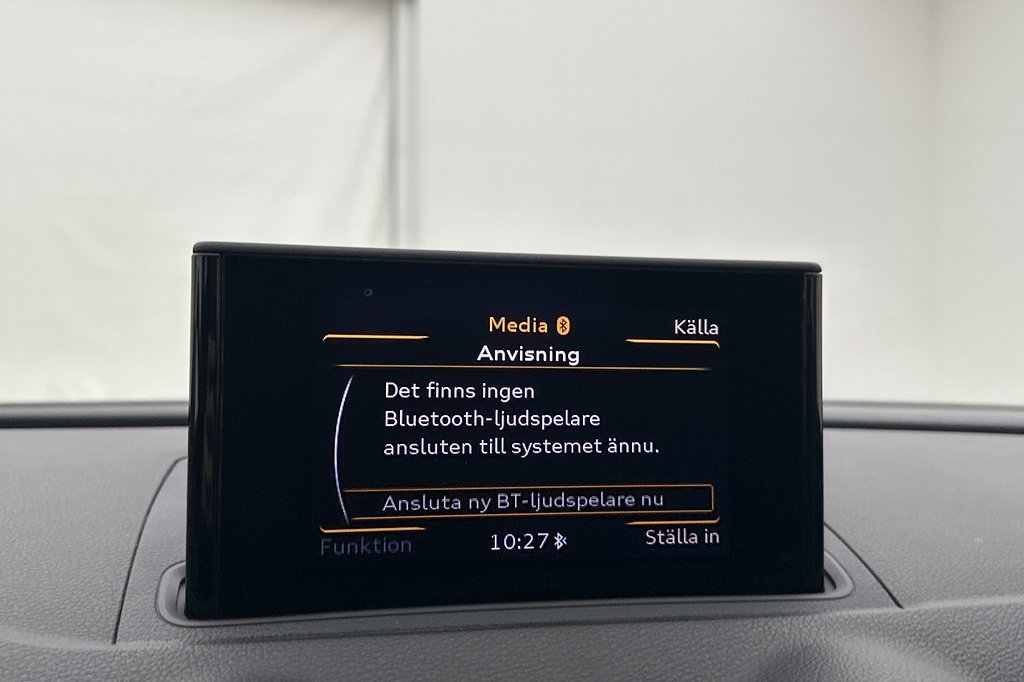 Media
Källa
Anvisning
Det finns ingen
Bluetooth-ljudspelare
ansluten till systemet ännu.
Ansluta ny BT-ljudspelare nu
Funktion
10:27
Ställa in